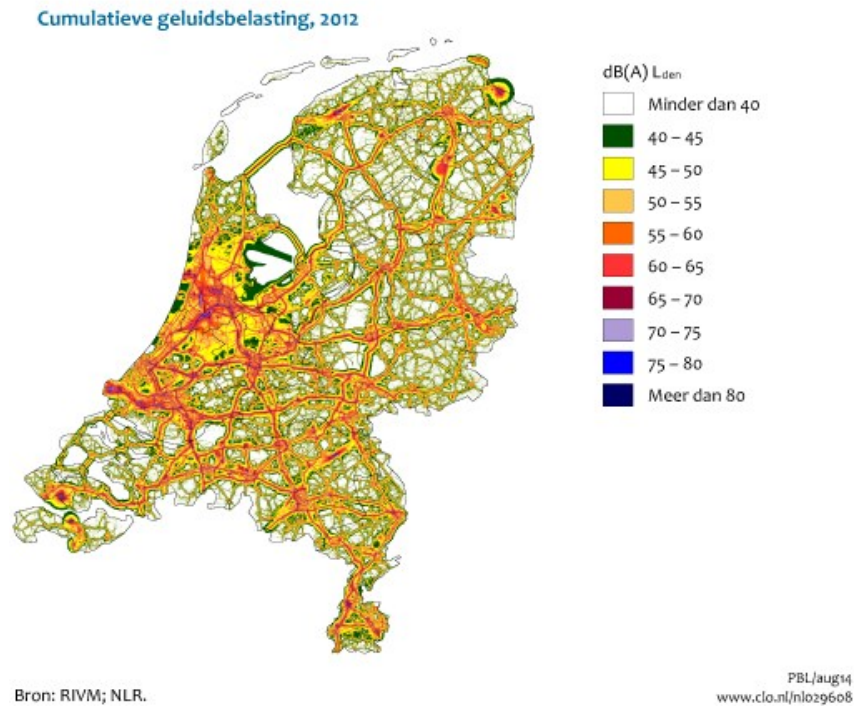 Cumulatieve geluidsbelasting, 2012
dB(A) Lden
Minder dan 40
40 – 45
45 – 50
50 – 55
55 – 60
60 – 65
65 – 70
70 – 75
75 – 80
Meer dan 80
Bron: RIVM; NLR.
PBL/aug14
www.clo.nl/nl029608